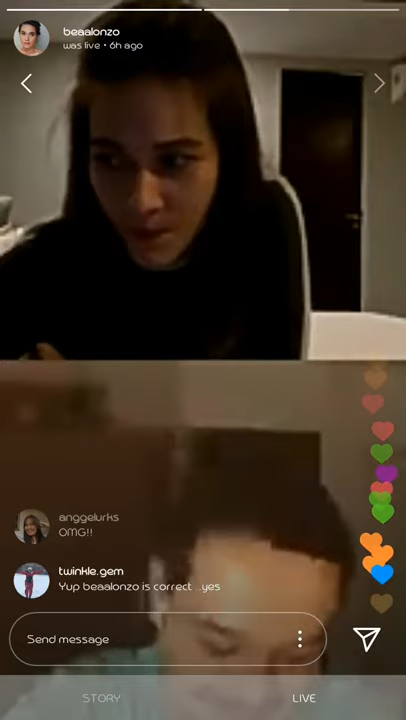 beaalonzo
was live • 6h ago
anggelurks
OMG!!
twinkle.gem
Yup beaalonzo is correct ..yes
Send message
STORY
LIVE